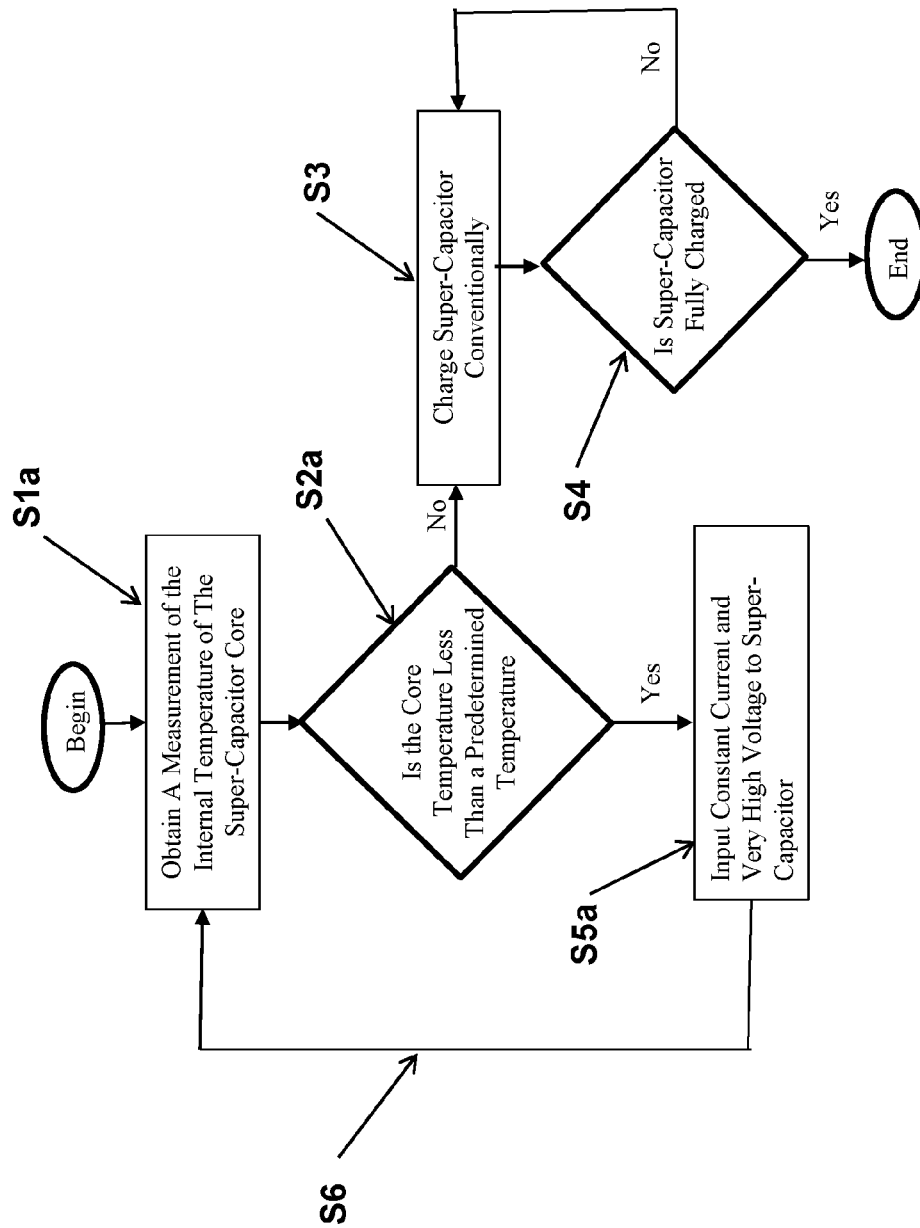 Begin
S1a
Obtain A Measurement of the
Internal Temperature of The
Super-Capacitor Core
S2a
Is the Core
Temperature Less
Than a Predetermined
Temperature
No
Yes
S3
Charge Super-Capacitor
Conventionally
S4
Is Super-Capacitor
Fully Charged
No
Yes
End
S5a
Input Constant Current and
Very High Voltage to Super-
Capacitor
S6